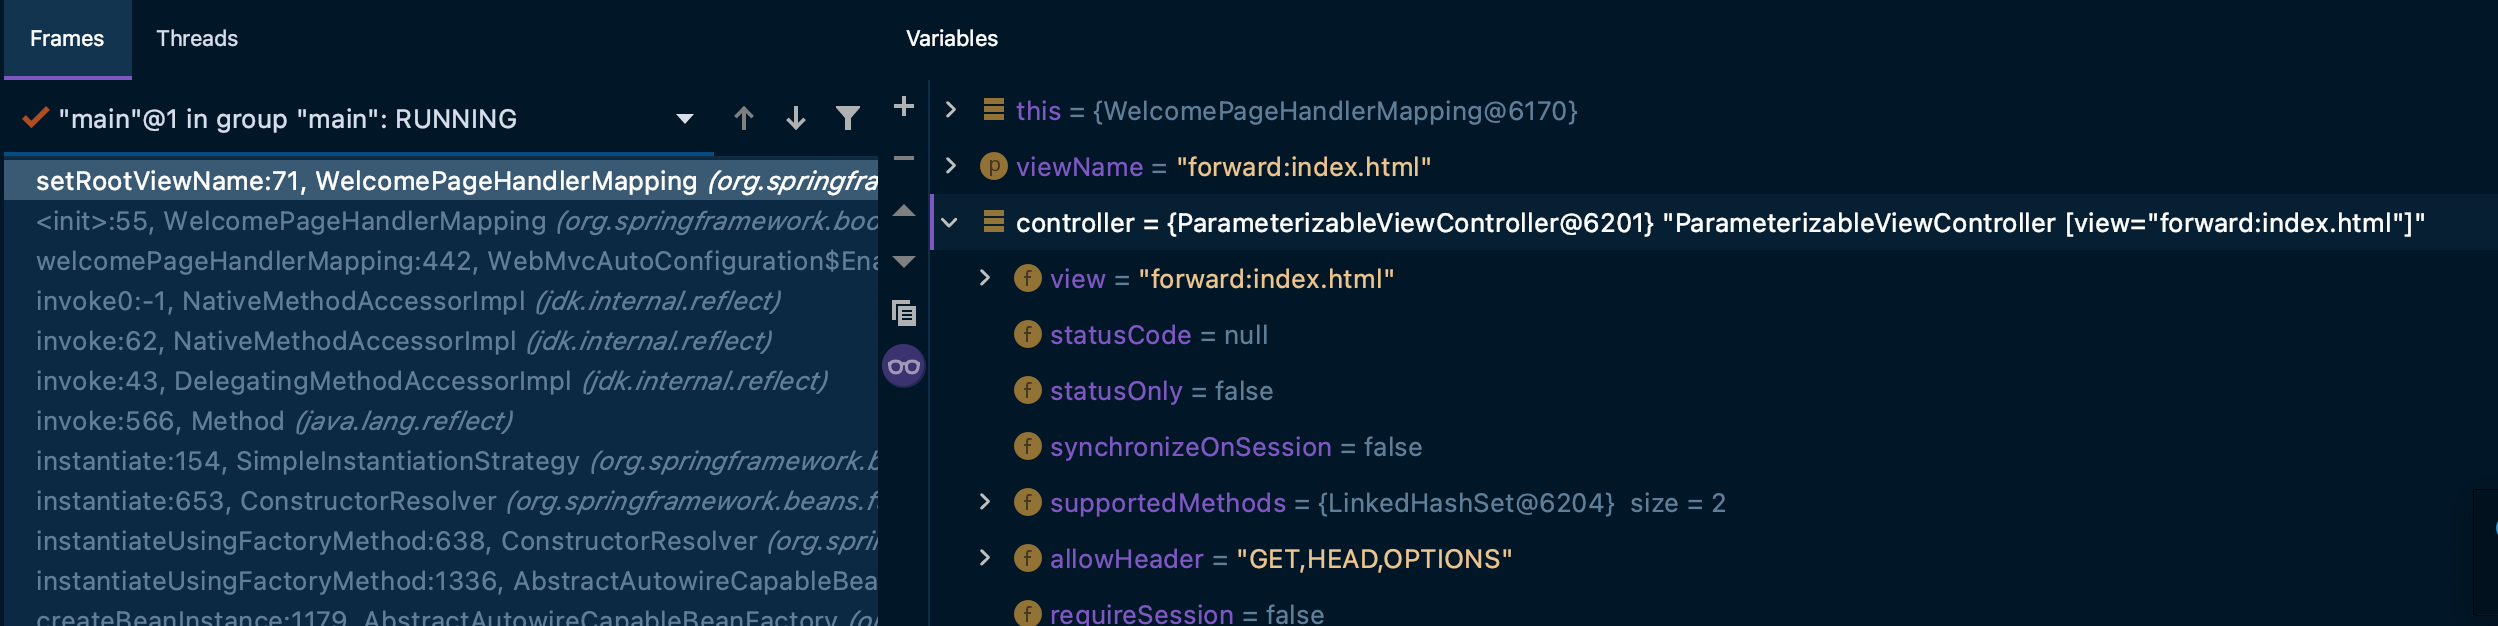 Frames
Threads
"main"@1 in group "main": RUNNING
setRootViewName:71, WelcomePageHandlerMapping (org.springfra
<init>:55, WelcomePageHandlerMapping (org.springframework.boo
welcomePageHandlerMapping:442, WebMvcAutoConfiguration$Ena
invoke0:-1, NativeMethodAccessorImpl (jdk.internal.reflect)
invoke:62, NativeMethodAccessorImpl (jdk.internal.reflect)
invoke:43, DelegatingMethodAccessorImpl (jdk.internal.reflect)
invoke:566, Method (java.lang.reflect)
instantiate:154, SimpleInstantiationStrategy (org.springframework.b
instantiate:653, ConstructorResolver (org.springframework.beans.f
instantiateUsingFactoryMethod:638, ConstructorResolver (org.sprin
instantiateUsingFactoryMethod:1336, AbstractAutowireCapableBea
createBeanInstance:1179, AbstractAutowireCapableBeanFactory (o
Variables
this = {WelcomePageHandlerMapping@6170}
p viewName = "forward:index.html"
controller = {ParameterizableViewController@6201} "ParameterizableViewController [view="forward:index.html"]"
f view = "forward:index.html"
f statusCode = null
f statusOnly = false
f synchronizeOnSession = false
f supportedMethods = {LinkedHashSet@6204} size = 2
f allowHeader = "GET,HEAD,OPTIONS"
f requireSession = false